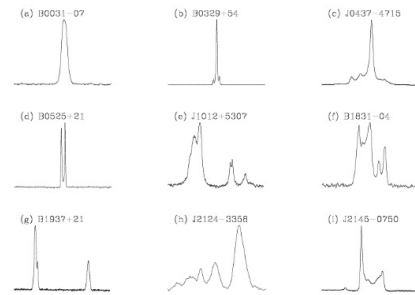 (a) B0031−07
(b) B0329+54
(c) J0437−4715
(d) B0525+21
(e) J1012+5307
(f) B1831−04
(g) B1937+21
(h) J2124−3358
(i) J2145−0750